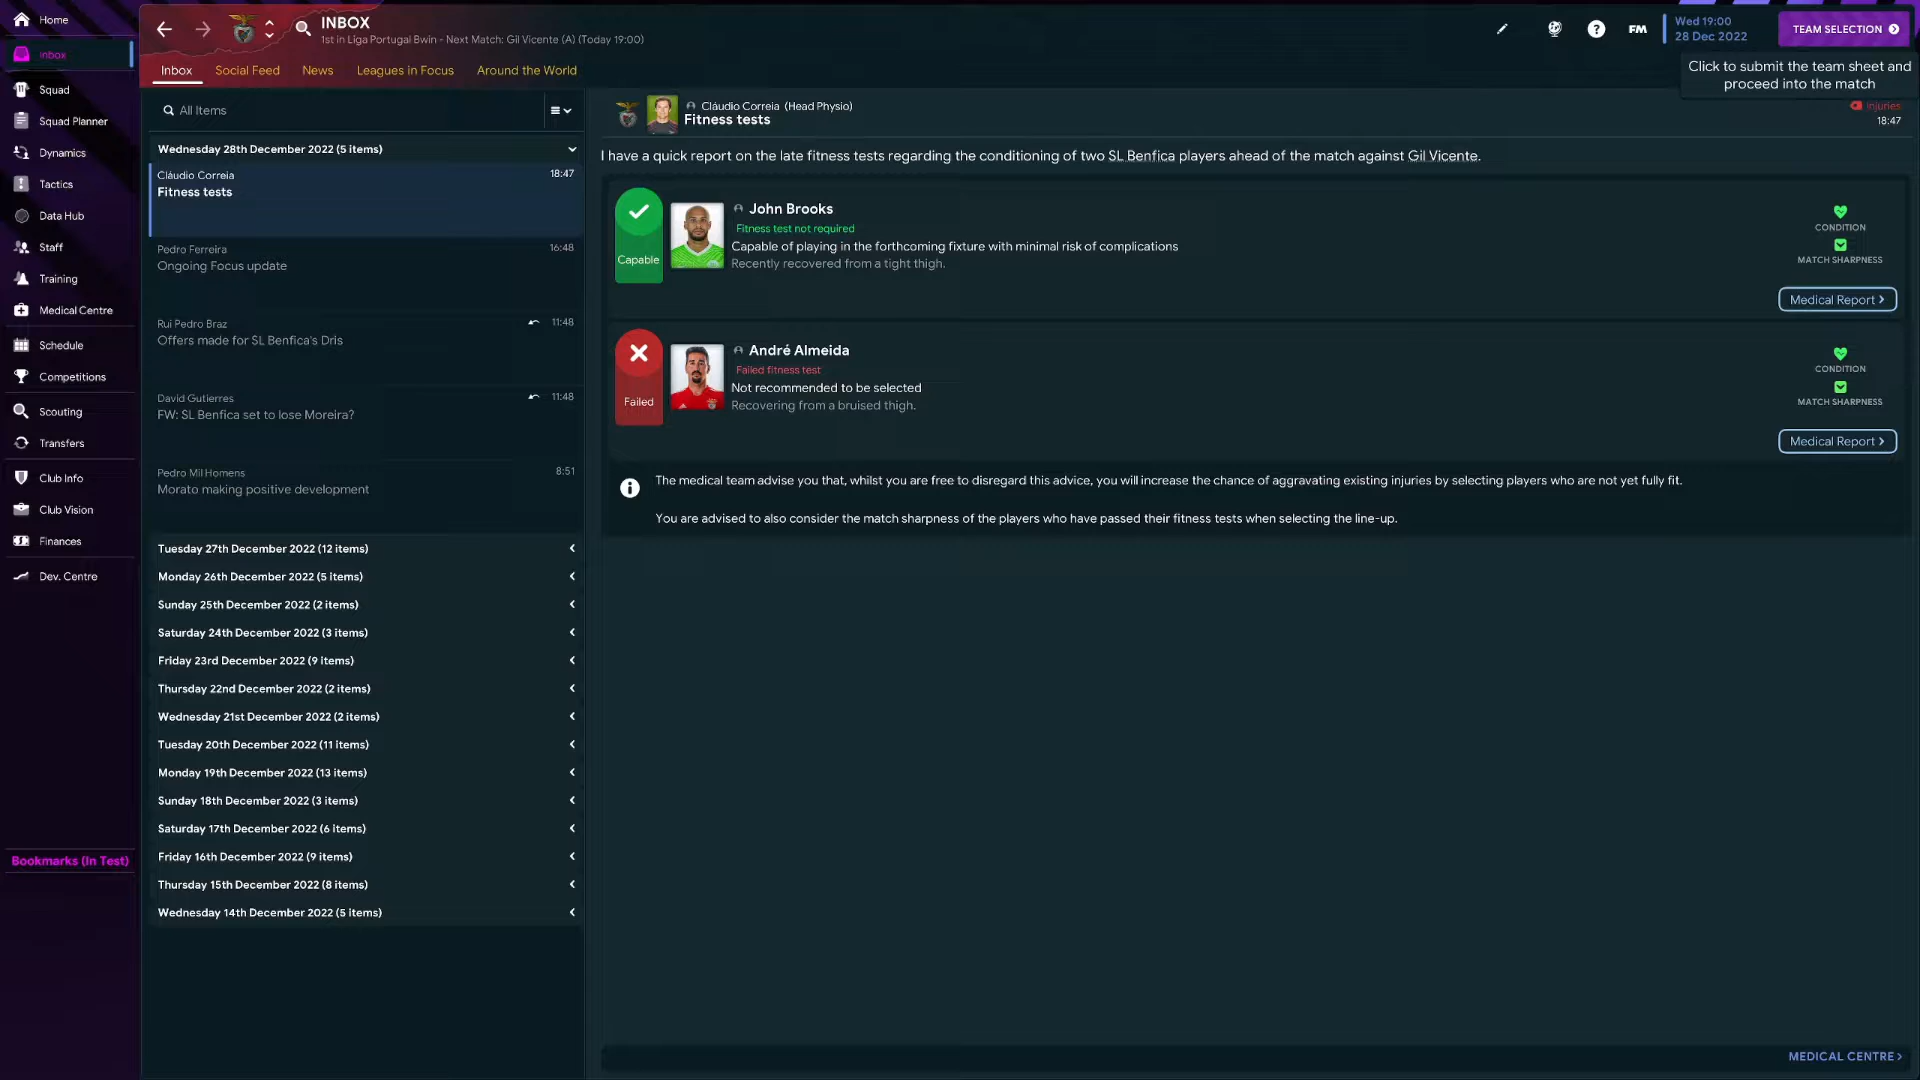 Home
Inbox
Squad
Squad Planner
Dynamics
Tactics
Data Hub
Staff
Training
Medical Centre
Schedule
Competitions
Scouting
Transfers
Club Info
Club Vision
Finances
Dev. Centre
Bookmarks (In Test)
INBOX
1st in Liga Portugal Bwin - Next Match: Gil Vicente (A) (Today 19:00)
FM
Wed 19:00
28 Dec 2022
TEAM SELECTION
Click to submit the team sheet and
proceed into the match
Inbox Social Feed News Leagues in Focus Around the World
All Items
Wednesday 28th December 2022 (5 items)
Cláudio Correia 18:47
Fitness tests
Pedro Ferreira 16:48
Ongoing Focus update
Rui Pedro Braz 11:48
Offers made for SL Benfica's Dris
David Gutierres 11:48
FW: SL Benfica set to lose Moreira?
Pedro Mil Homens 8:51
Morato making positive development
Tuesday 27th December 2022 (12 items)
Monday 26th December 2022 (5 items)
Sunday 25th December 2022 (2 items)
Saturday 24th December 2022 (3 items)
Friday 23rd December 2022 (9 items)
Thursday 22nd December 2022 (2 items)
Wednesday 21st December 2022 (2 items)
Tuesday 20th December 2022 (11 items)
Monday 19th December 2022 (13 items)
Sunday 18th December 2022 (3 items)
Saturday 17th December 2022 (6 items)
Friday 16th December 2022 (9 items)
Thursday 15th December 2022 (8 items)
Wednesday 14th December 2022 (5 items)
Cláudio Correia (Head Physio)
Fitness tests
Injuries
18:47
I have a quick report on the late fitness tests regarding the conditioning of two SL Benfica players ahead of the match against Gil Vicente.
Capable
John Brooks
Fitness test not required
Capable of playing in the forthcoming fixture with minimal risk of complications
Recently recovered from a tight thigh.
CONDITION
MATCH SHARPNESS
Medical Report
Failed
André Almeida
Failed fitness test
Not recommended to be selected
Recovering from a bruised thigh.
CONDITION
MATCH SHARPNESS
Medical Report
The medical team advise you that, whilst you are free to disregard this advice, you will increase the chance of aggravating existing injuries by selecting players who are not yet fully fit.
You are advised to also consider the match sharpness of the players who have passed their fitness tests when selecting the line-up.
MEDICAL CENTRE